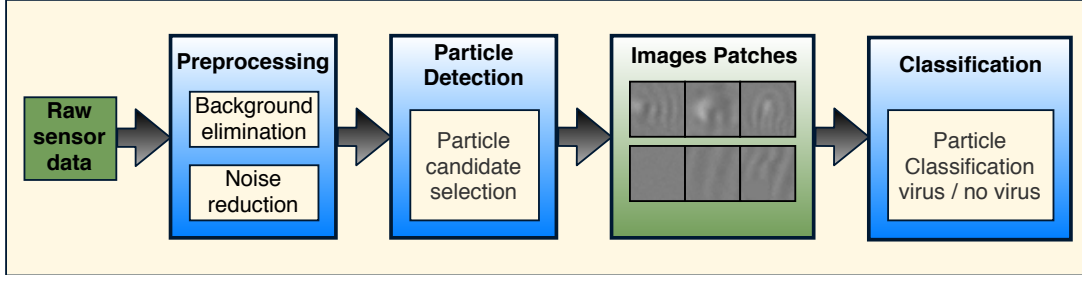 Raw
sensor
data
Preprocessing
Background
elimination
Noise
reduction
Particle
Detection
Particle
candidate
selection
Images Patches
Classification
Particle
Classification
virus / no virus